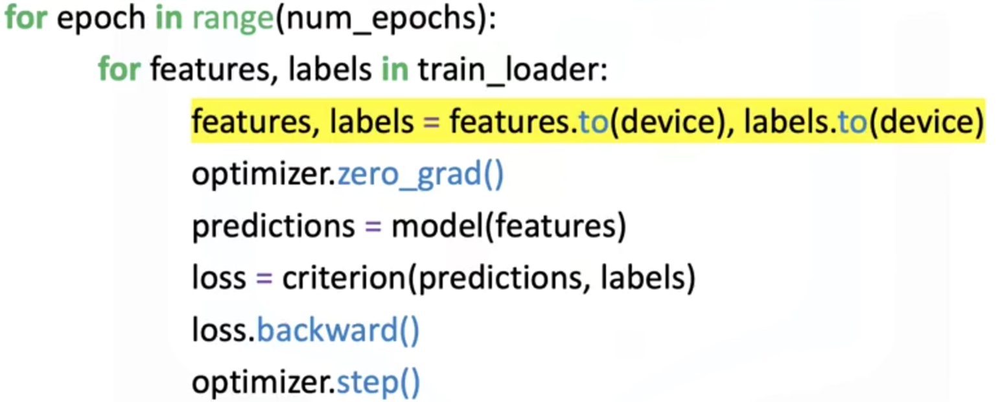 for epoch in range(num_epochs):
for features, labels in train_loader:
features, labels = features.to(device), labels.to(device)
optimizer.zero_grad()
predictions = model(features)
loss = criterion(predictions, labels)
loss.backward()
optimizer.step()